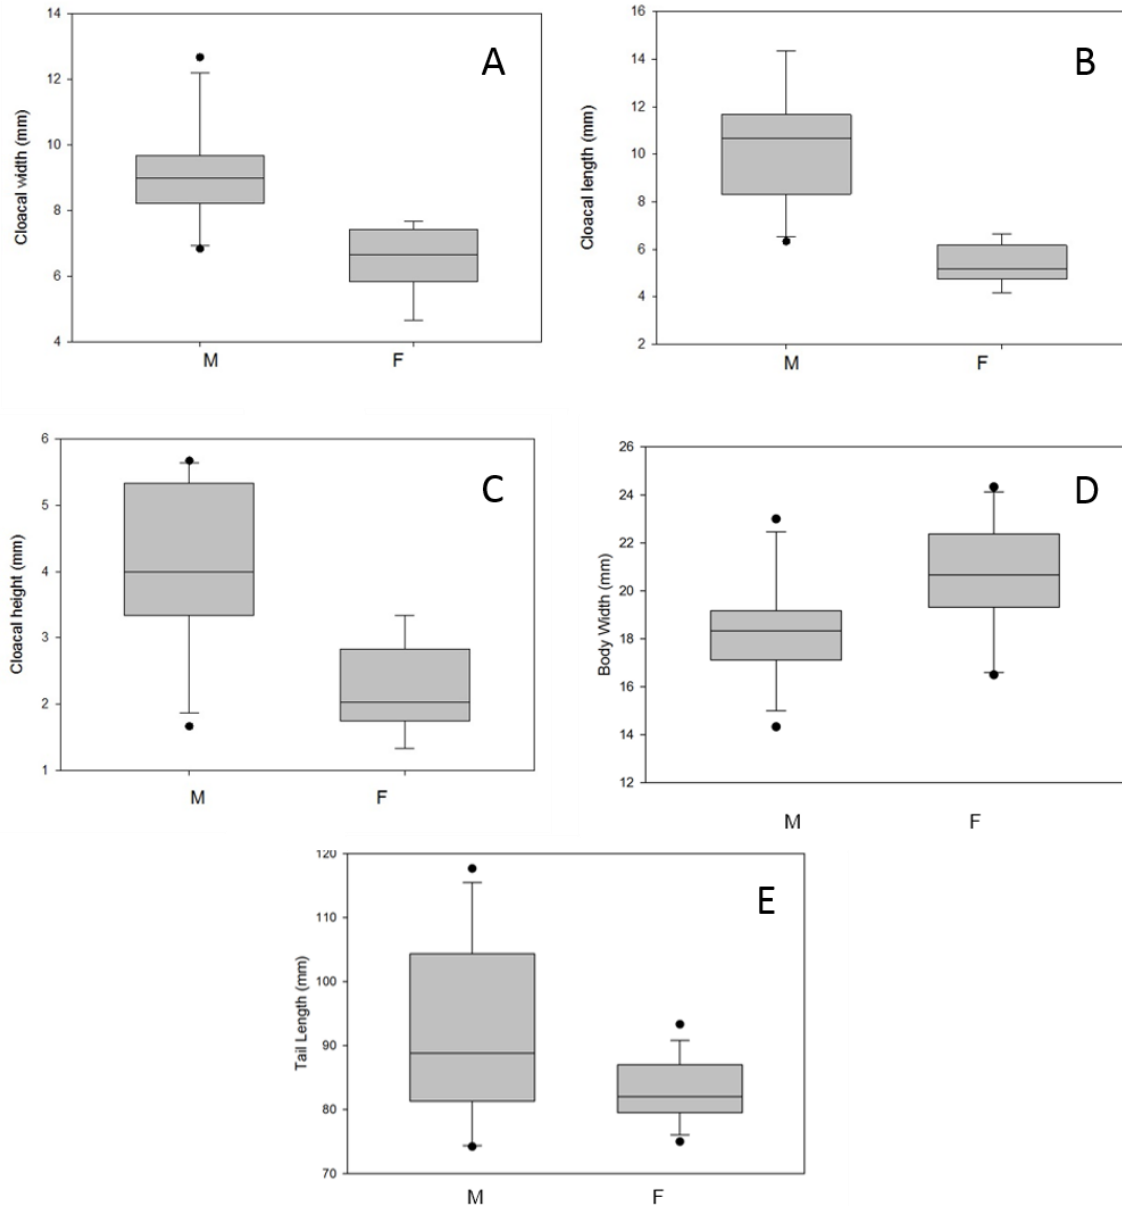 14
12
10
8
6
4
Cloacal width (mm)
A
M F
16
14
12
10
8
6
4
2
Cloacal length (mm)
B
M F
6
5
4
3
2
1
Cloacal height (mm)
C
M F
26
24
22
20
18
16
14
12
Body Width (mm)
D
M F
120
110
100
90
80
70
Tail Length (mm)
E
M F